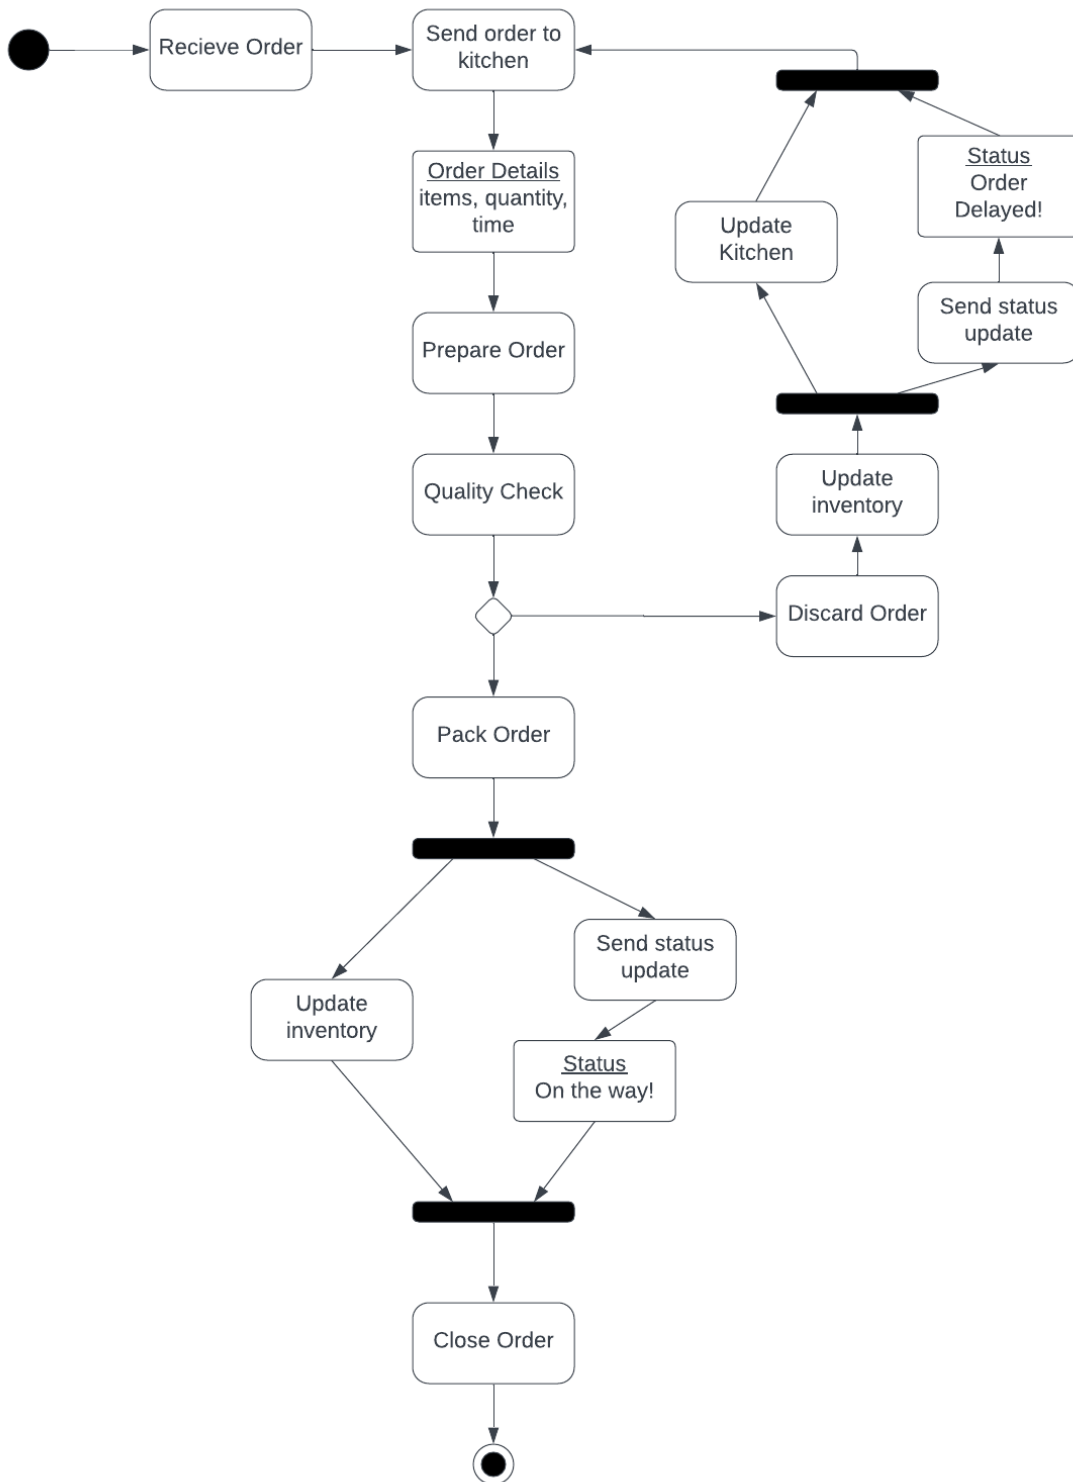 Recieve Order
Send order to
kitchen
Order Details
items, quantity,
time
Prepare Order
Quality Check
Discard Order
Update
inventory
Update
Kitchen
Send status
update
Status
Order
Delayed!
Pack Order
Update
inventory
Send status
update
Status
On the way!
Close Order